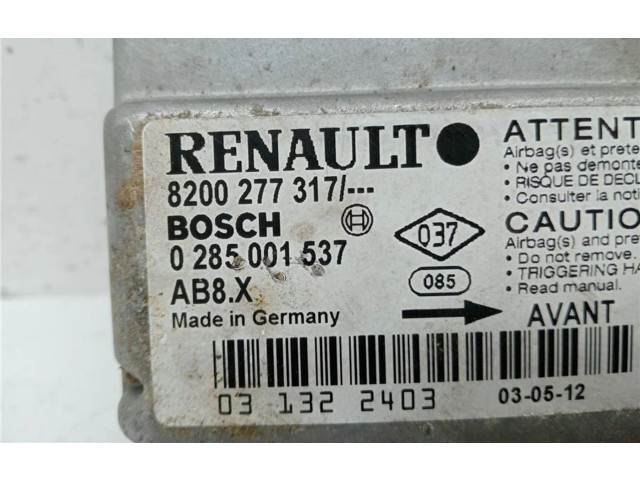 RENAULT
8200 277 317/---
BOSCH
0 285 001 537
AB8.X
Made in Germany
037
085
ATTENT
Airbag(s) et prete
• Ne pas demonte
• RISQUE DE DECL
• Consulter la noti
CAUTIO
Airbag(s) and pre
• Do not remove.
• TRIGGERING HA
• Read manual.
AVANT
03 132 2403
03-05-12